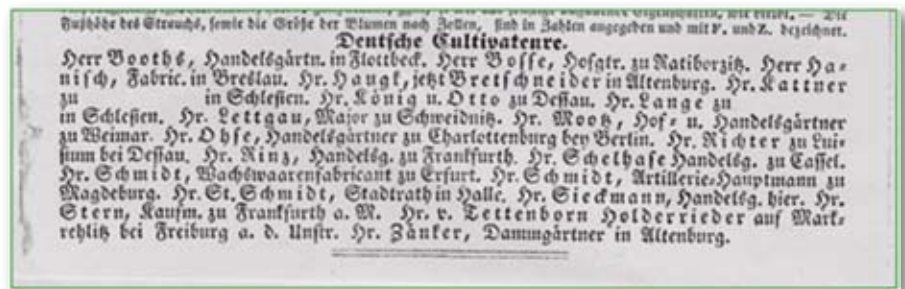 Fußhöhe des Strauchs, sowie die Größe der Blumen nach Zollen, sind in Zahlen angegeben und mit F. und Z. bezeichnet.
Deutsche Cultivateure.
Herr Booths, Handelsgärtn. in Flottbeck. Herr Bosse, Hofgtr. zu Ratiborzitz. Herr Ha-
nisch, Fabric. in Breslau. Hr. Haugk, jetzt Bretschneider in Altenburg. Hr. Kattner
zu in Schlesien. Hr. König u. Otto zu Dessau. Hr. Lange zu
in Schlesien. Hr. Lettgau, Major zu Schweidnitz. Hr. Mootz, Hof- u. Handelsgärtner
zu Weimar. Hr. Ohse, Handelsgärtner zu Charlottenburg bey Berlin. Hr. Richter zu Lui-
sium bei Dessau. Hr. Rinz, Handelsg. zu Frankfurth. Hr. Schelhase Handelsg. zu Cassel.
Hr. Schmidt, Wachswaarenfabricant zu Erfurt. Hr. Schmidt, Artillerie-Hauptmann zu
Magdeburg. Hr. St. Schmidt, Stadtrath in Halle. Hr. Sieckmann, Handelsg. hier. Hr.
Stern, Kaufm. zu Frankfurth a. M. Hr. v. Tettenborn Holderrieder auf Mark-
rehlitz bei Freiburg a. d. Unstr. Hr. Zänker, Dammgärtner in Altenburg.